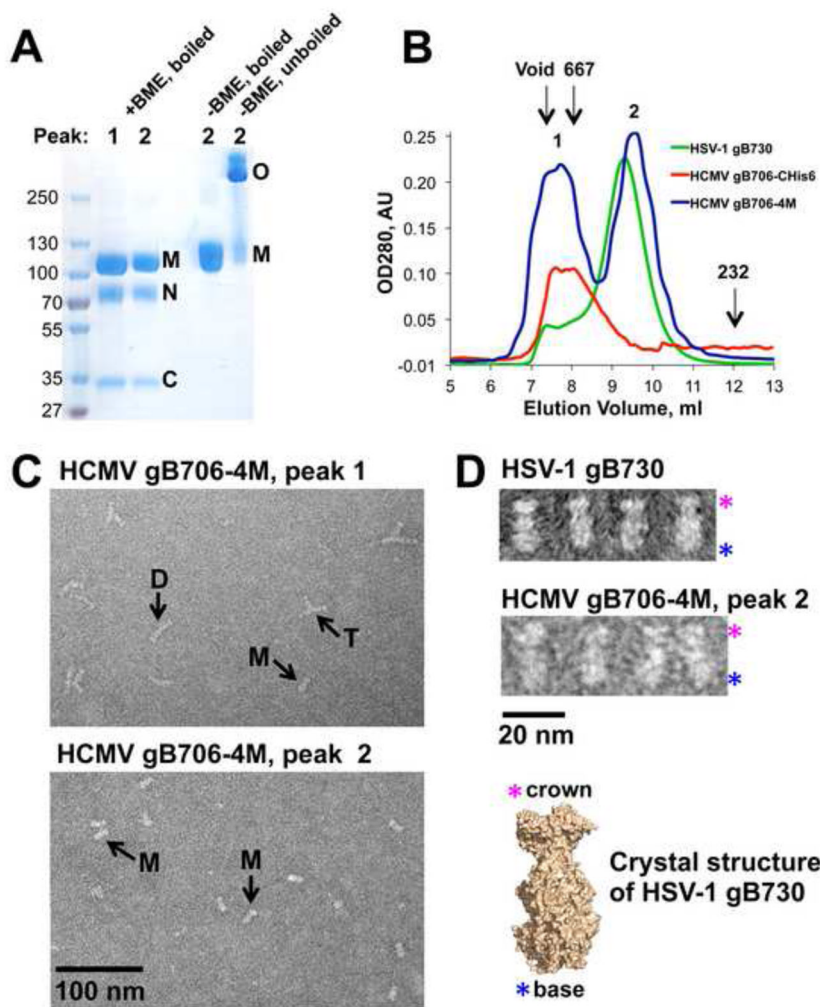 A
+BME, boiled
-BME, boiled
-BME, unboiled
Peak: 1 2 2 2
250
130
100
70
55
35
27
O
M
M
N
C
B
Void 667
1
2
232
HSV-1 gB730
HCMV gB706-CHis6
HCMV gB706-4M
OD280, AU
0.25
0.20
0.15
0.10
0.05
-0.01
5 6 7 8 9 10 11 12 13
Elution Volume, ml
C
HCMV gB706-4M, peak 1
D
T
M
HCMV gB706-4M, peak 2
M
M
100 nm
D
HSV-1 gB730
*
*
HCMV gB706-4M, peak 2
*
*
20 nm
* crown
Crystal structure
of HSV-1 gB730
* base